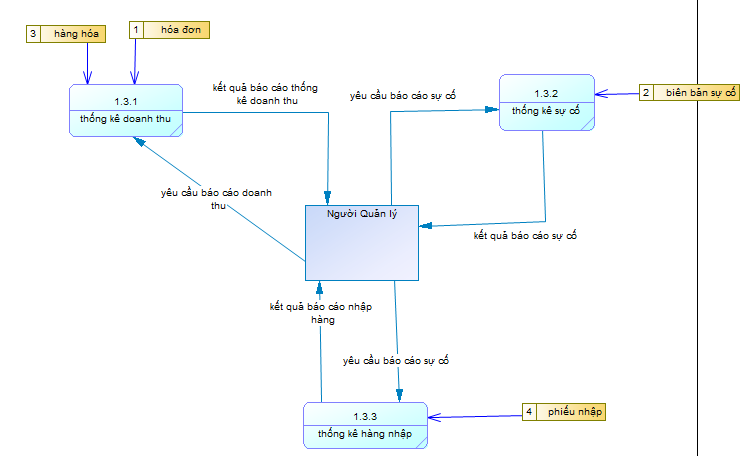 3 hàng hóa
1 hóa đơn
1.3.1
thống kê doanh thu
kết quả báo cáo thống
kê doanh thu
yêu cầu báo cáo sự cố
1.3.2
thống kê sự cố
2 biên bản sự cố
yêu cầu báo cáo doanh
thu
Người Quản lý
kết quả báo cáo sự cố
kết quả báo cáo nhập
hàng
yêu cầu báo cáo sự cố
1.3.3
thống kê hàng nhập
4 phiếu nhập